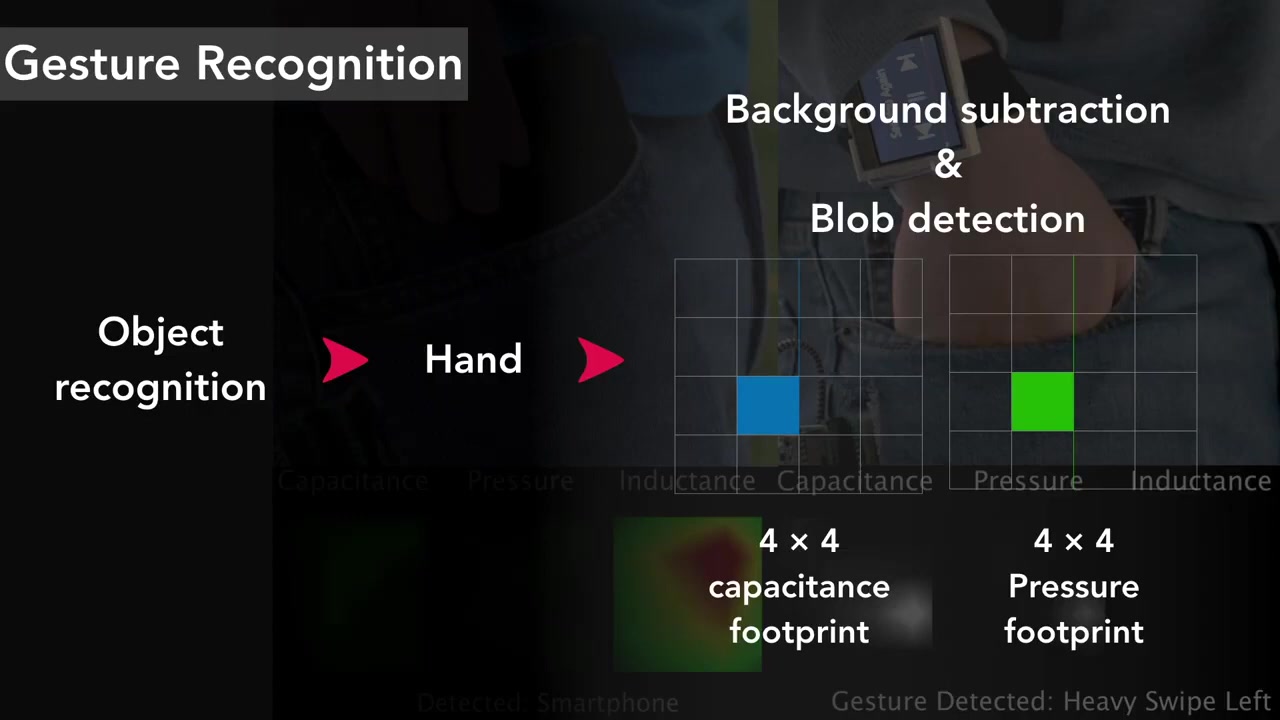 Gesture Recognition
Background subtraction
&
Blob detection
Object
recognition
Hand
Capacitance Pressure Inductance Capacitance Pressure Inductance
4 × 4
capacitance
footprint
4 × 4
Pressure
footprint
Detected: Smartphone
Gesture Detected: Heavy Swipe Left